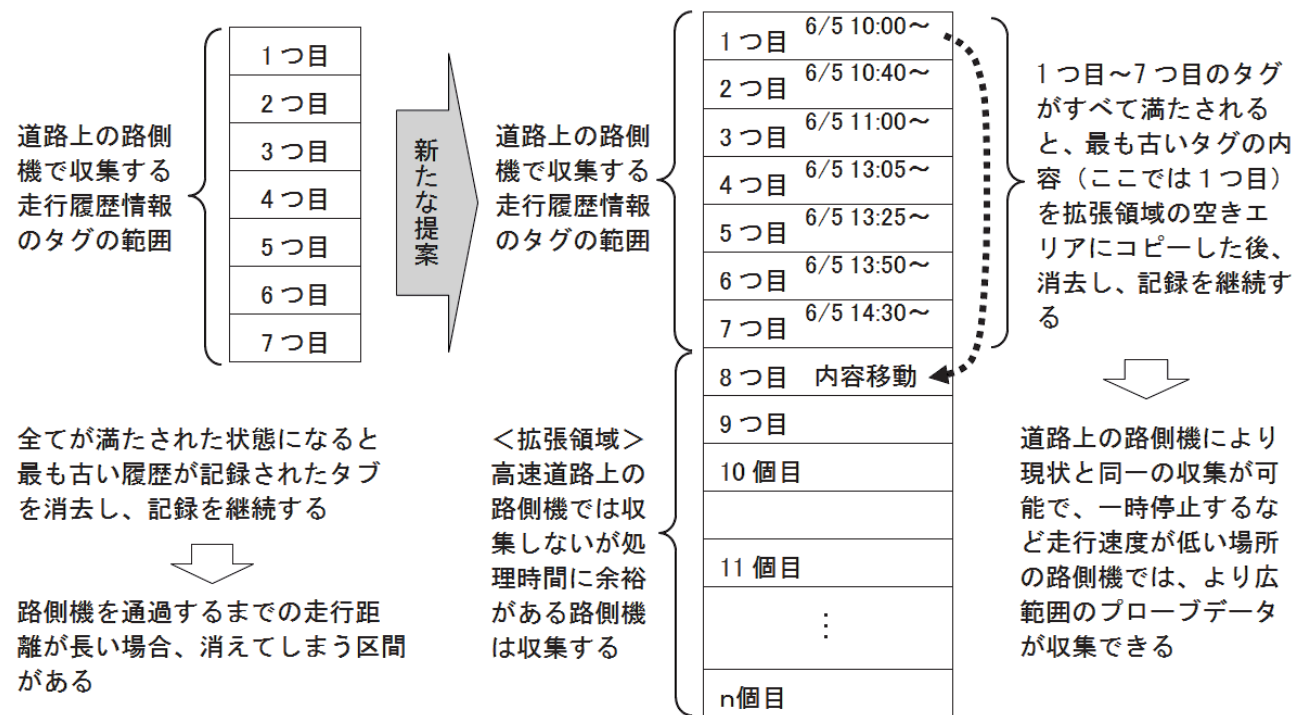 道路上の路側
機で収集する
走行履歴情報
のタグの範囲
1つ目
2つ目
3つ目
4つ目
5つ目
6つ目
7つ目
全てが満たされた状態になると
最も古い履歴が記録されたタブ
を消去し、記録を継続する
路側機を通過するまでの走行距
離が長い場合、消えてしまう区間
がある
新たな提案
道路上の路側
機で収集する
走行履歴情報
のタグの範囲
<拡張領域>
高速道路上の
路側機では収
集しないが処
理時間に余裕
がある路側機
は収集する
1つ目 6/5 10:00～
2つ目 6/5 10:40～
3つ目 6/5 11:00～
4つ目 6/5 13:05～
5つ目 6/5 13:25～
6つ目 6/5 13:50～
7つ目 6/5 14:30～
8つ目 内容移動
9つ目
10個目
11個目
⋮
n個目
1つ目～7つ目のタグ
がすべて満たされる
と、最も古いタグの内
容（ここでは1つ目）
を拡張領域の空きエ
リアにコピーした後、
消去し、記録を継続す
る
道路上の路側機により
現状と同一の収集が可
能で、一時停止するな
ど走行速度が低い場所
の路側機では、より広
範囲のプローブデータ
が収集できる